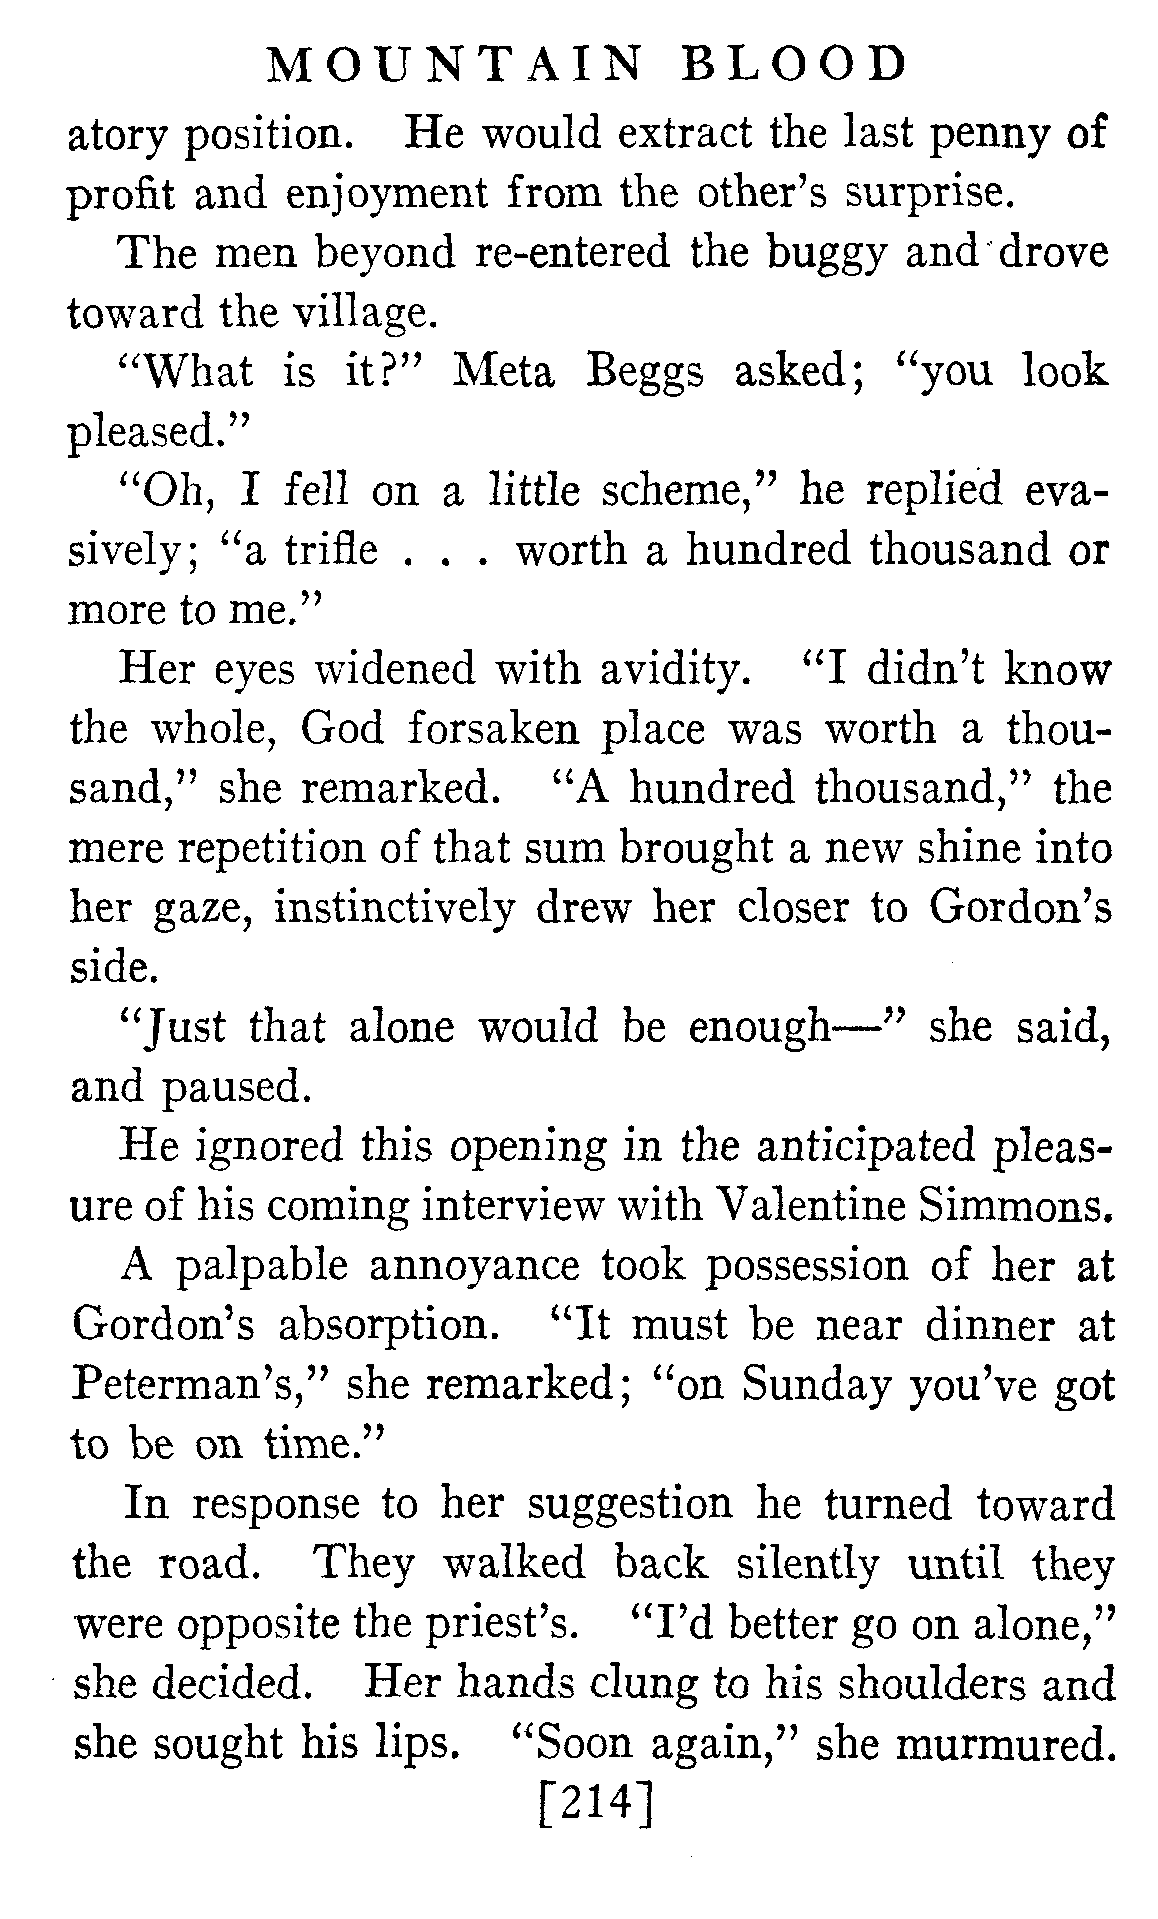 MOUNTAIN BLOOD
atory position. He would extract the last penny of
profit and enjoyment from the other's surprise.
The men beyond re-entered the buggy and drove
toward the village.
“What is it?” Meta Beggs asked; “you look
pleased.”
“Oh, I fell on a little scheme,” he replied eva-
sively; “a trifle . . . worth a hundred thousand or
more to me.”
Her eyes widened with avidity. “I didn't know
the whole, God forsaken place was worth a thou-
sand,” she remarked. “A hundred thousand,” the
mere repetition of that sum brought a new shine into
her gaze, instinctively drew her closer to Gordon's
side.
“Just that alone would be enough—” she said,
and paused.
He ignored this opening in the anticipated pleas-
ure of his coming interview with Valentine Simmons.
A palpable annoyance took possession of her at
Gordon's absorption. “It must be near dinner at
Peterman's,” she remarked; “on Sunday you've got
to be on time.”
In response to her suggestion he turned toward
the road. They walked back silently until they
were opposite the priest's. “I'd better go on alone,”
she decided. Her hands clung to his shoulders and
she sought his lips. “Soon again,” she murmured.
[214]